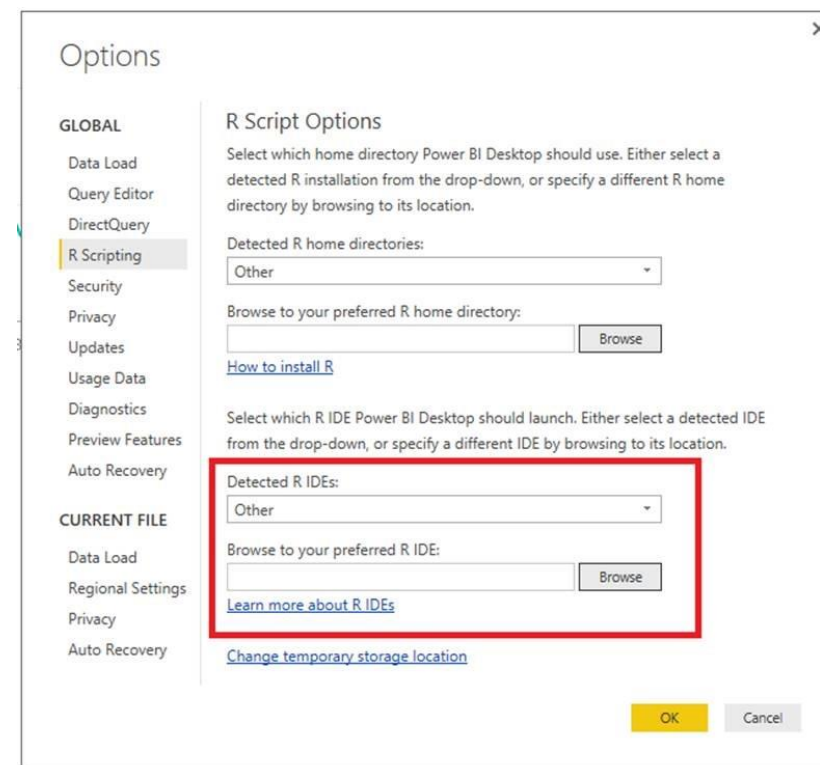 Options
GLOBAL
Data Load
Query Editor
DirectQuery
R Scripting
Security
Privacy
Updates
Usage Data
Diagnostics
Preview Features
Auto Recovery
CURRENT FILE
Data Load
Regional Settings
Privacy
Auto Recovery
R Script Options
Select which home directory Power BI Desktop should use. Either select a
detected R installation from the drop-down, or specify a different R home
directory by browsing to its location.
Detected R home directories:
Other
Browse to your preferred R home directory:
Browse
How to install R
Select which R IDE Power BI Desktop should launch. Either select a detected IDE
from the drop-down, or specify a different IDE by browsing to its location.
Detected R IDEs:
Other
Browse to your preferred R IDE:
Browse
Learn more about R IDEs
Change temporary storage location
OK
Cancel